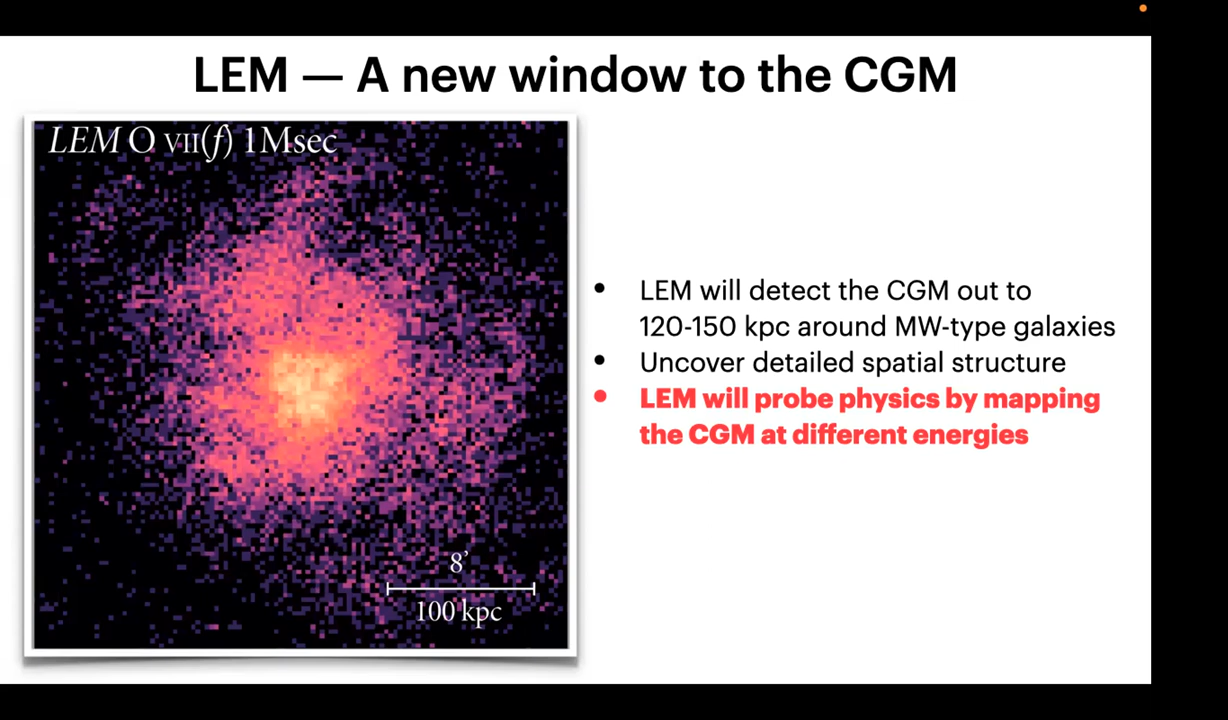 LEM — A new window to the CGM
LEM O VII(f) 1Msec
8’
100 kpc
• LEM will detect the CGM out to
120-150 kpc around MW-type galaxies
• Uncover detailed spatial structure
• LEM will probe physics by mapping
the CGM at different energies